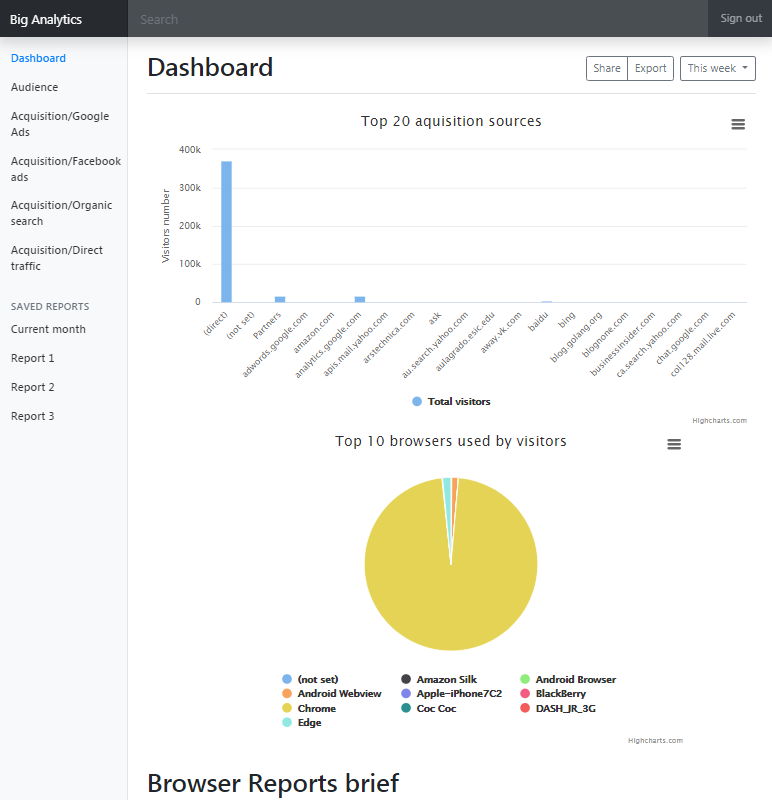 Big Analytics
Search
Sign out
Dashboard
Audience
Acquisition/Google
Ads
Acquisition/Facebook
ads
Acquisition/Organic
search
Acquisition/Direct
traffic
SAVED REPORTS
Current month
Report 1
Report 2
Report 3
Dashboard
Share
Export
This week
Top 20 aquisition sources
Visitors number
400k
300k
200k
100k
0
(direct)
(not set)
Partners
adwords.google.com
amazon.com
analytics.google.com
apis.mail.yahoo.com
arstechnica.com
ask
au.search.yahoo.com
aulagrado.esic.edu
away.vk.com
baidu
bing
blog.golang.org
blognone.com
businessinsider.com
ca.search.yahoo.com
chat.google.com
col128.mail.live.com
Total visitors
Highcharts.com
Top 10 browsers used by visitors
(not set)
Amazon Silk
Android Browser
Android Webview
Apple-iPhone7C2
BlackBerry
Chrome
Coc Coc
DASH_JR_3G
Edge
Highcharts.com
Browser Reports brief